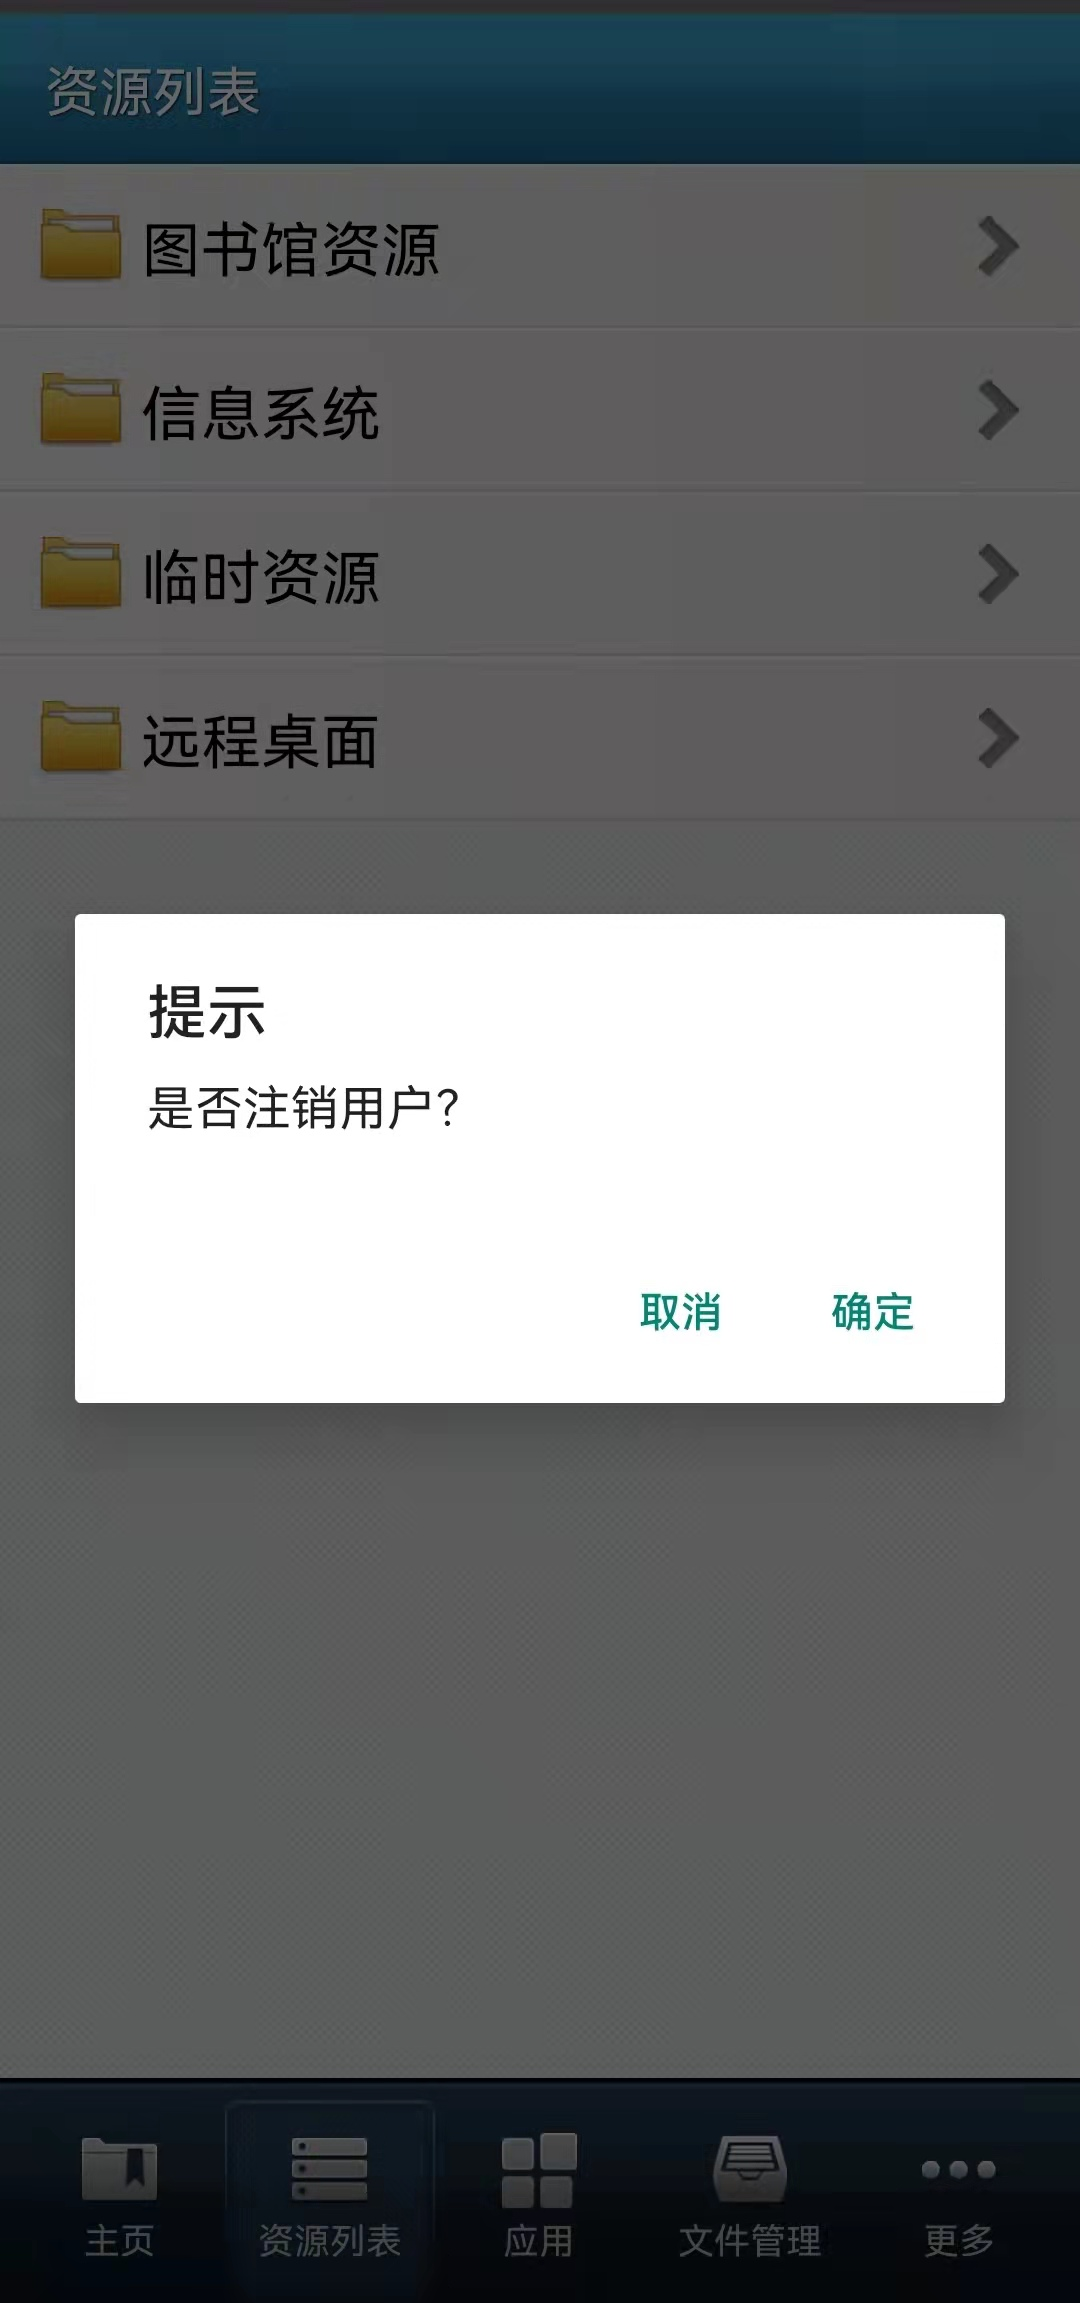 资源列表
图书馆资源
信息系统
临时资源
远程桌面
提示
是否注销用户?
取消
确定
主页
资源列表
应用
文件管理
更多